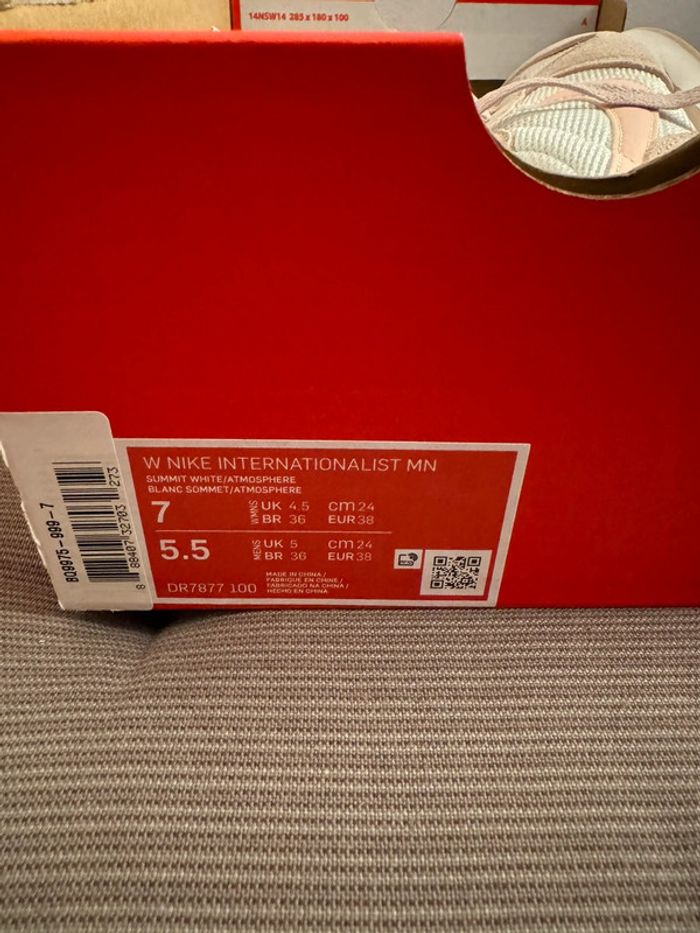 14NSW14 285 x 180 x 100
A
W NIKE INTERNATIONALIST MN
SUMMIT WHITE/ATMOSPHERE
BLANC SOMMET/ATMOSPHERE
7 WMNS UK 4.5 CM 24
BR 36 EUR 38
5.5 MENS UK 5 CM 24
BR 36 EUR 38
DR7877 100
MADE IN CHINA /
FABRIQUE EN CHINE /
FABRICADO NA CHINA /
HECHO EN CHINA
BQ9975-999-7
8 88407 32703 273